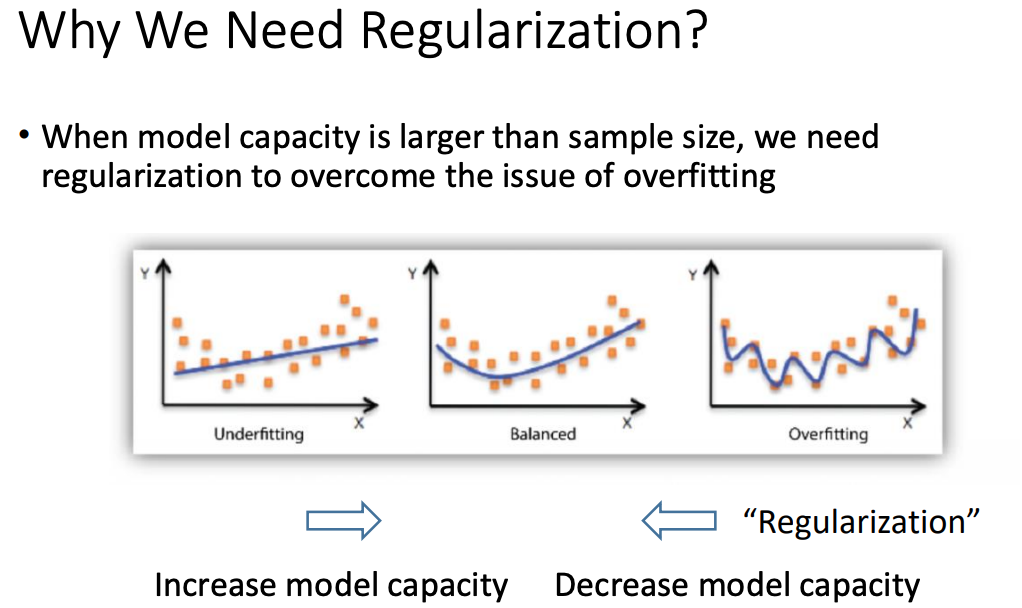 Why We Need Regularization?
• When model capacity is larger than sample size, we need
regularization to overcome the issue of overfitting
Y
X
Underfitting
Y
X
Balanced
Y
X
Overfitting
“Regularization”
Increase model capacity
Decrease model capacity